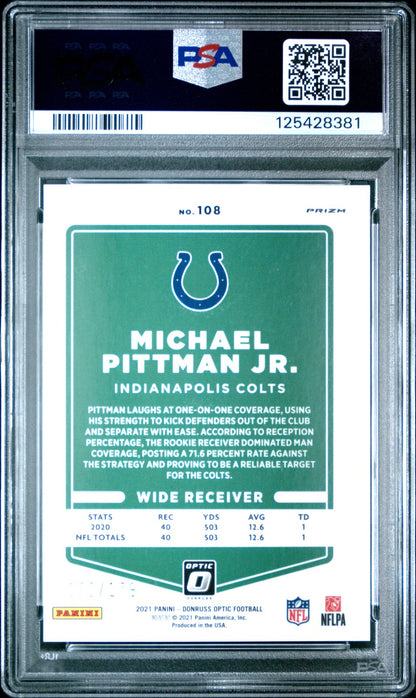 PSA
125428381
NO. 108 PRIZM
MICHAEL
PITTMAN JR.
INDIANAPOLIS COLTS
PITTMAN LAUGHS AT ONE-ON-ONE COVERAGE, USING
HIS STRENGTH TO KICK DEFENDERS OUT OF THE CLUB
AND SEPARATE WITH EASE. ACCORDING TO RECEPTION
PERCENTAGE, THE ROOKIE RECEIVER DOMINATED MAN
COVERAGE, POSTING A 71.6 PERCENT RATE AGAINST
THE STRATEGY AND PROVING TO BE A RELIABLE TARGET
FOR THE COLTS.
WIDE RECEIVER
STATS REC YDS AVG TD
2020 40 503 12.6 1
NFL TOTALS 40 503 12.6 1
OPTIC
PANINI
2021 PANINI - DONRUSS OPTIC FOOTBALL
© 2021 Panini America, Inc.
Produced in the USA.
NFL
NFLPA
PSA